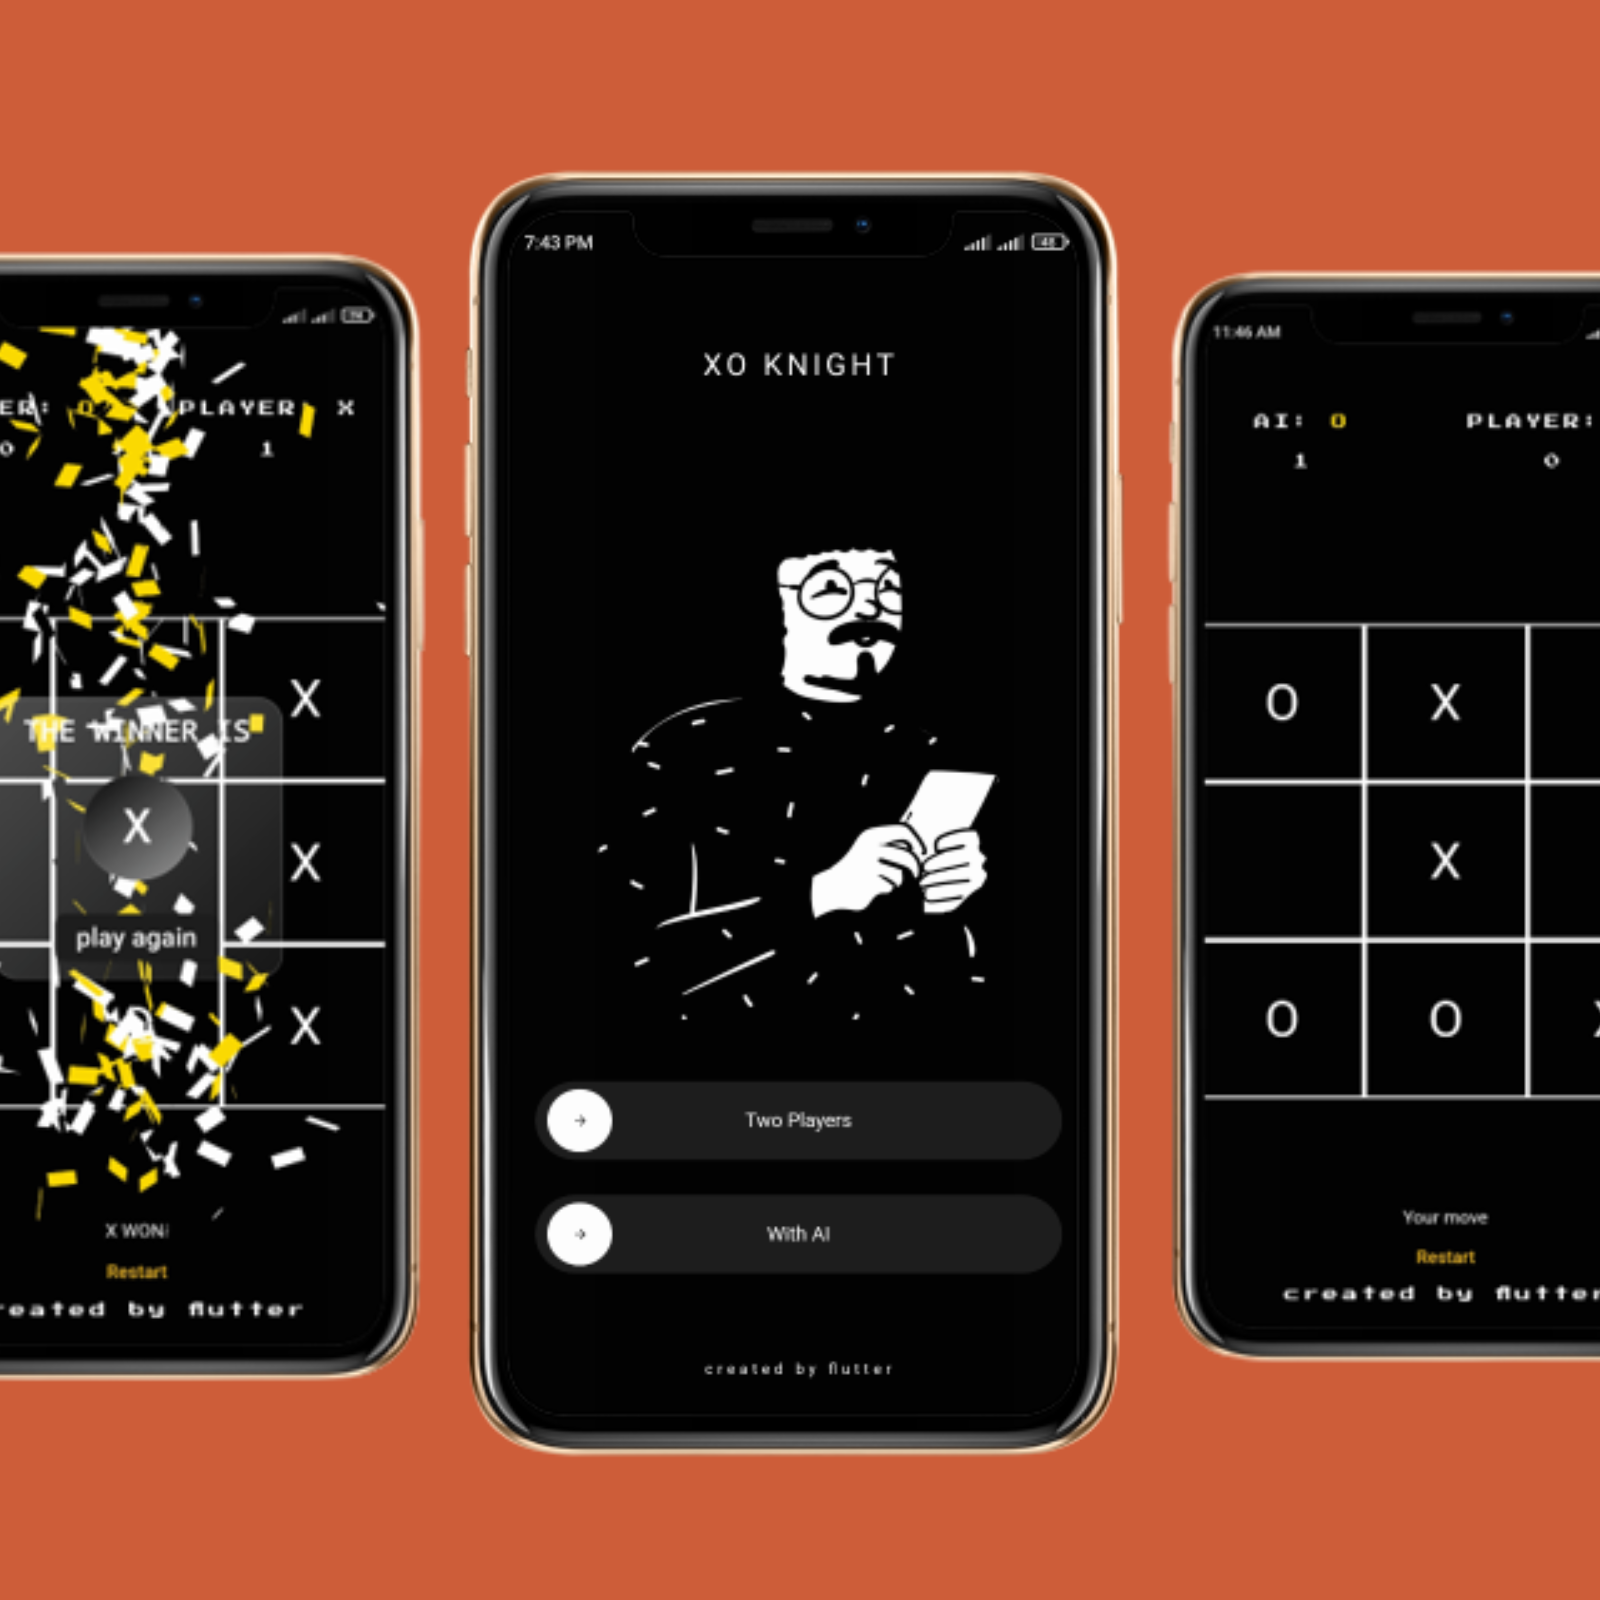 ER: O PLAYER: X
0 1
X
THE WINNER IS
X
X
play again
X
X WON!
Restart
reated by flutter
7:43 PM
48
XO KNIGHT
Two Players
With AI
created by flutter
11:46 AM
AI: O PLAYER:
1 0
O X
X
O O X
Your move
Restart
created by flutter